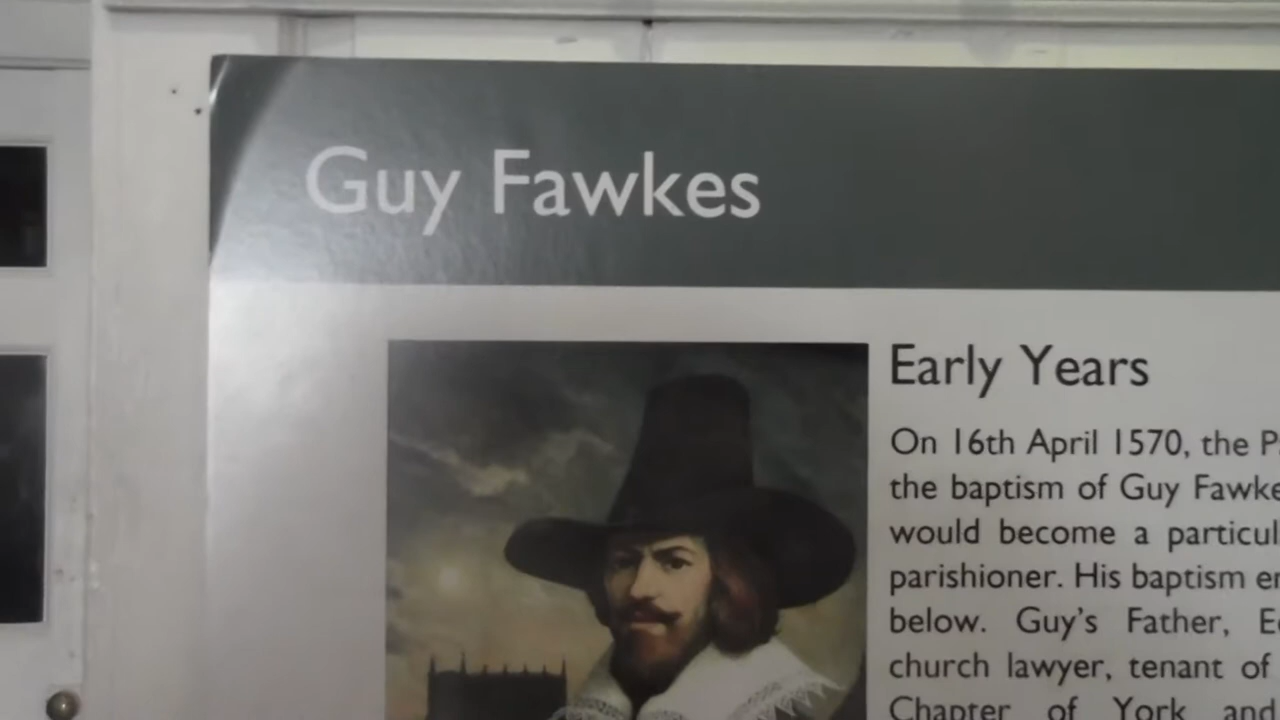 Guy Fawkes
Early Years
On 16th April 1570, the
the baptism of Guy
would become a
parishioner. His baptism
below. Guy's Father,
church lawyer, tenant of
Chapter of York and